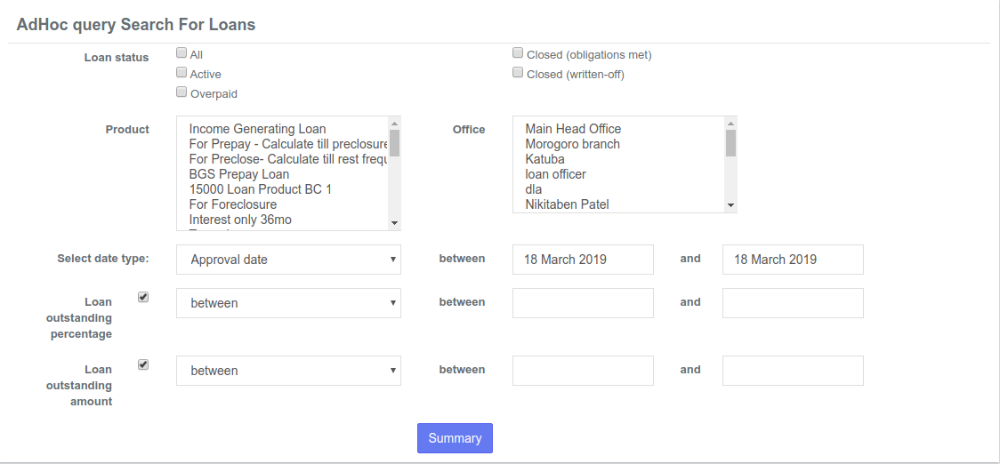 AdHoc query Search For Loans
Loan status
All
Closed (obligations met)
Active
Closed (written-off)
Overpaid
Product
Income Generating Loan
For Prepay - Calculate till preclosure
For Preclose- Calculate till rest frequ
BGS Prepay Loan
15000 Loan Product BC 1
For Foreclosure
Interest only 36mo
Office
Main Head Office
Morogoro branch
Katuba
loan officer
dla
Nikitaben Patel
Select date type:
Approval date
between
18 March 2019
and
18 March 2019
Loan
outstanding
percentage
between
between
and
Loan
outstanding
amount
between
between
and
Summary